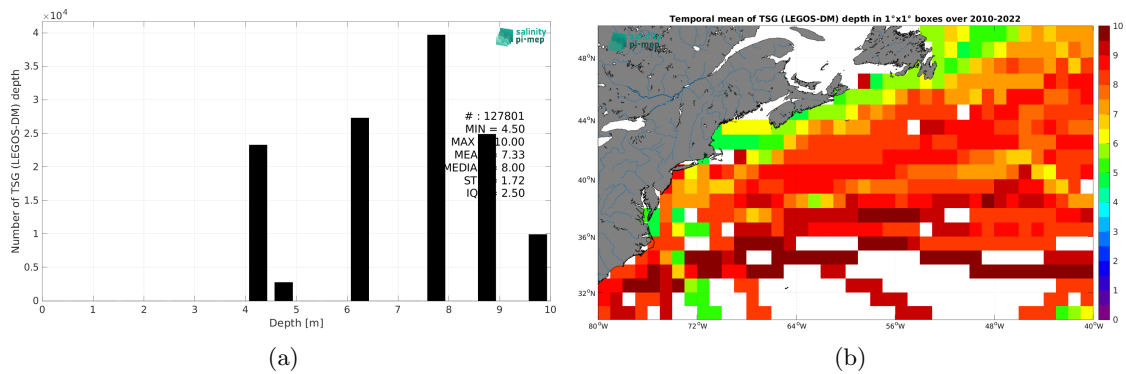 ×10⁴
4
3.5
3
2.5
2
1.5
1
0.5
0
Number of TSG (LEGOS-DM) depth
salinity
pi-mep
# : 127801
MIN = 4.50
MAX 10.00
MEA = 7.33
MEDIA = 8.00
ST = 1.72
IQ = 2.50
0 1 2 3 4 5 6 7 8 9 10
Depth [m]
(a)
Temporal mean of TSG (LEGOS-DM) depth in 1°x1° boxes over 2010-2022
salinity
pi-mep
48°N
44°N
40°N
36°N
32°N
80°W 72°W 64°W 56°W 48°W 40°W
10
9
8
7
6
5
4
3
2
1
0
(b)